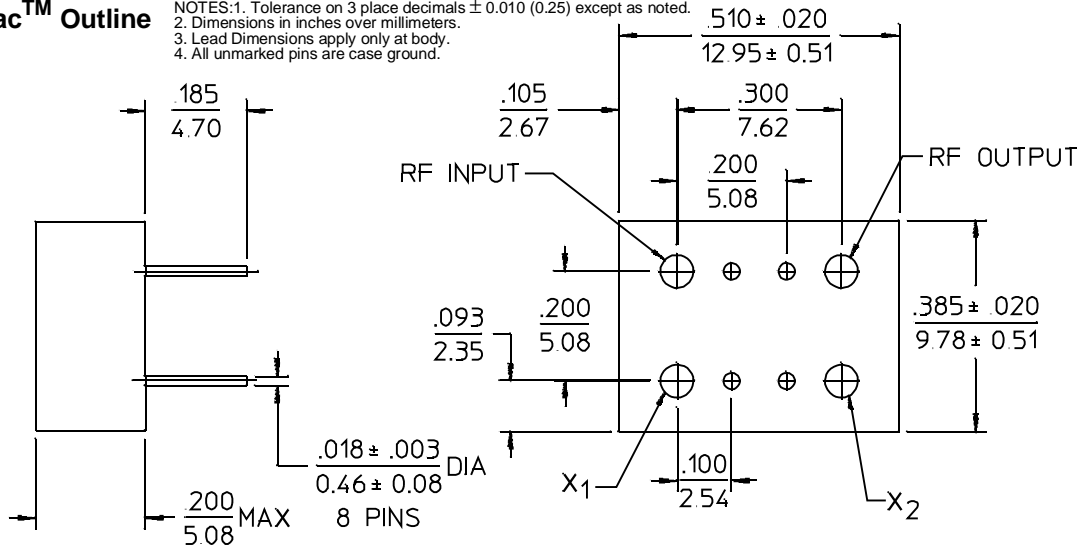 ac™ Outline
NOTES:1. Tolerance on 3 place decimals ± 0.010 (0.25) except as noted.
2. Dimensions in inches over millimeters.
3. Lead Dimensions apply only at body.
4. All unmarked pins are case ground.
.510 ± .020
12.95 ± 0.51
.185
4.70
.105
2.67
.300
7.62
RF INPUT
.200
5.08
RF OUTPUT
.093
2.35
.200
5.08
.385 ± .020
9.78 ± 0.51
.018 ± .003
0.46 ± 0.08
DIA
8 PINS
.200
5.08
MAX
X1
.100
2.54
X2